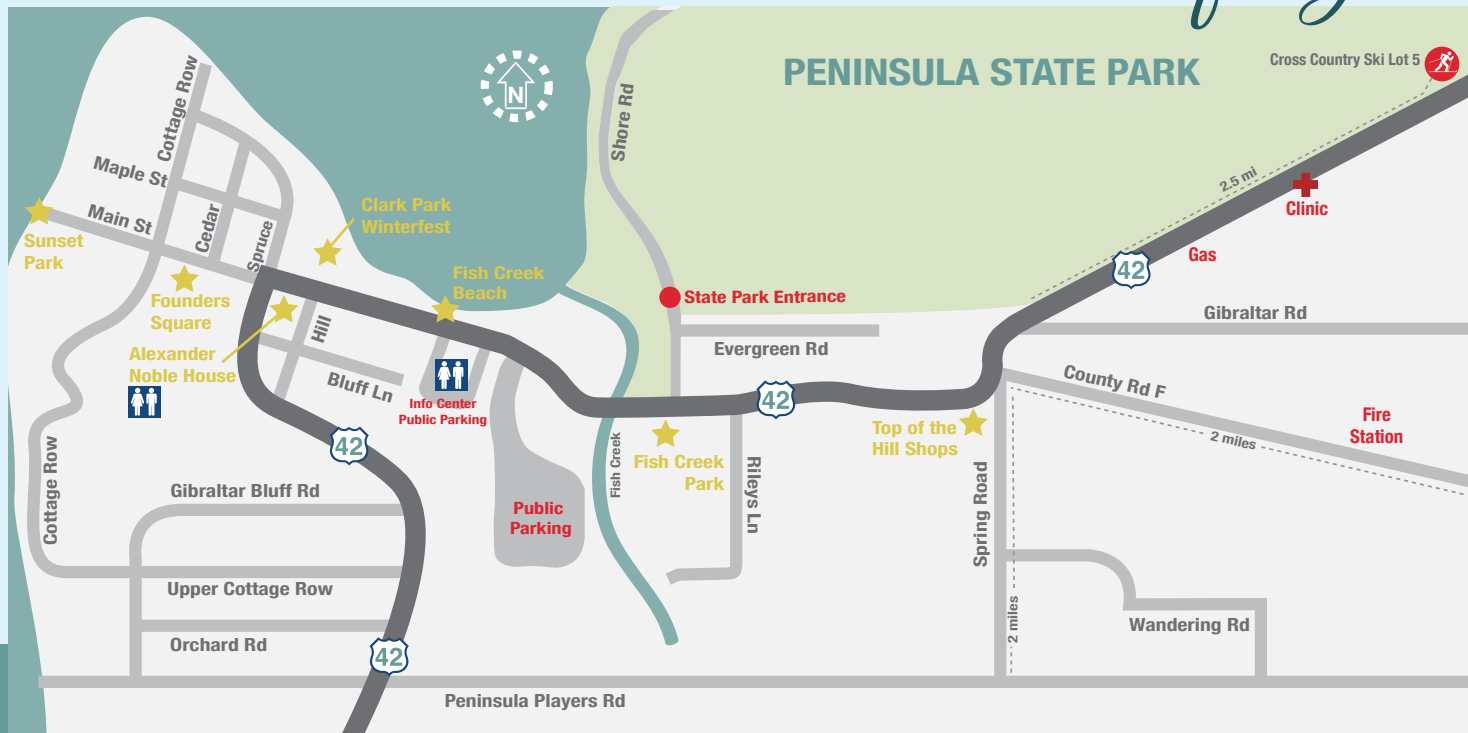 PENINSULA STATE PARK
Cross Country Ski Lot 5
N
Shore Rd
Cottage Row
Maple St
Main St
Cedar
Spruce
Sunset
Park
Founders
Square
Clark Park
Winterfest
Fish Creek
Beach
Alexander
Noble House
Hill
Bluff Ln
Info Center
Public Parking
State Park Entrance
Evergreen Rd
2.5 mi
Clinic
Gas
42
Gibraltar Rd
County Rd F
2 miles
Fire
Station
42
Top of the
Hill Shops
Fish Creek
Park
Fish Creek
Rileys Ln
Public
Parking
42
Cottage Row
Gibraltar Bluff Rd
Upper Cottage Row
Orchard Rd
42
Spring Road
2 miles
Wandering Rd
Peninsula Players Rd